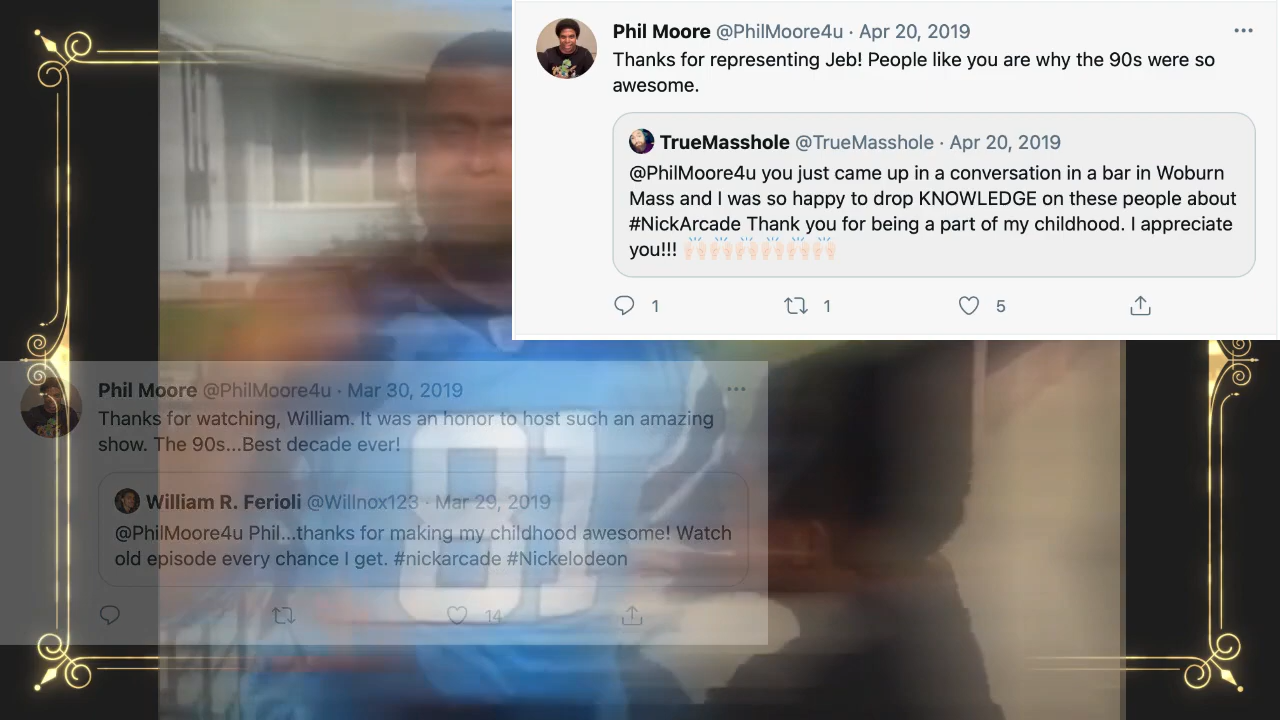 Phil Moore @PhilMoore4u · Apr 20, 2019
Thanks for representing Jeb! People like you are why the 90s were so
awesome.
TrueMasshole @TrueMasshole · Apr 20, 2019
@PhilMoore4u you just came up in a conversation in a bar in Woburn
Mass and I was so happy to drop KNOWLEDGE on these people about
#NickArcade Thank you for being a part of my childhood. I appreciate
you!!! 🙌🏻🙌🏻🙌🏻🙌🏻🙌🏻🙌🏻
1 1 5
Phil Moore @PhilMoore4u · Mar 30, 2019
Thanks for watching, William. It was an honor to host such an amazing
show. The 90s...Best decade ever!
William R. Ferioli @Willnox123 · Mar 29, 2019
@PhilMoore4u Phil...thanks for making my childhood awesome! Watch
old episode every chance I get. #nickarcade #Nickelodeon
14
81